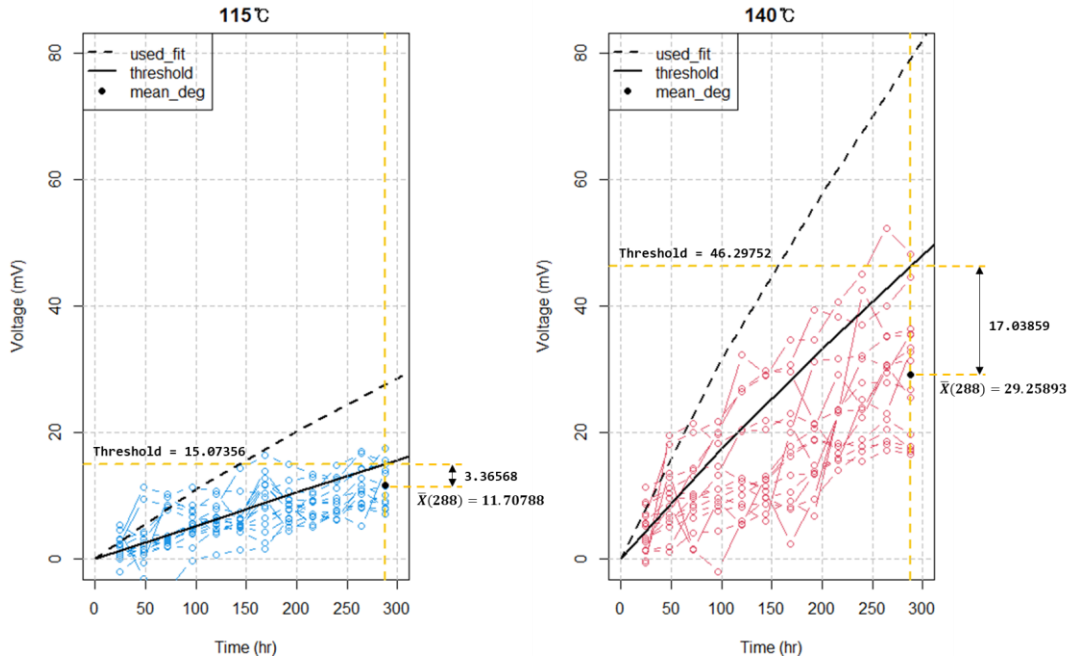 115℃
used_fit
threshold
mean_deg
80
60
40
20
0
Voltage (mV)
Threshold = 15.07356
3.36568
X̄(288) = 11.70788
0 50 100 150 200 250 300
Time (hr)
140℃
used_fit
threshold
mean_deg
80
60
40
20
0
Voltage (mV)
Threshold = 46.29752
17.03859
X̄(288) = 29.25893
0 50 100 150 200 250 300
Time (hr)